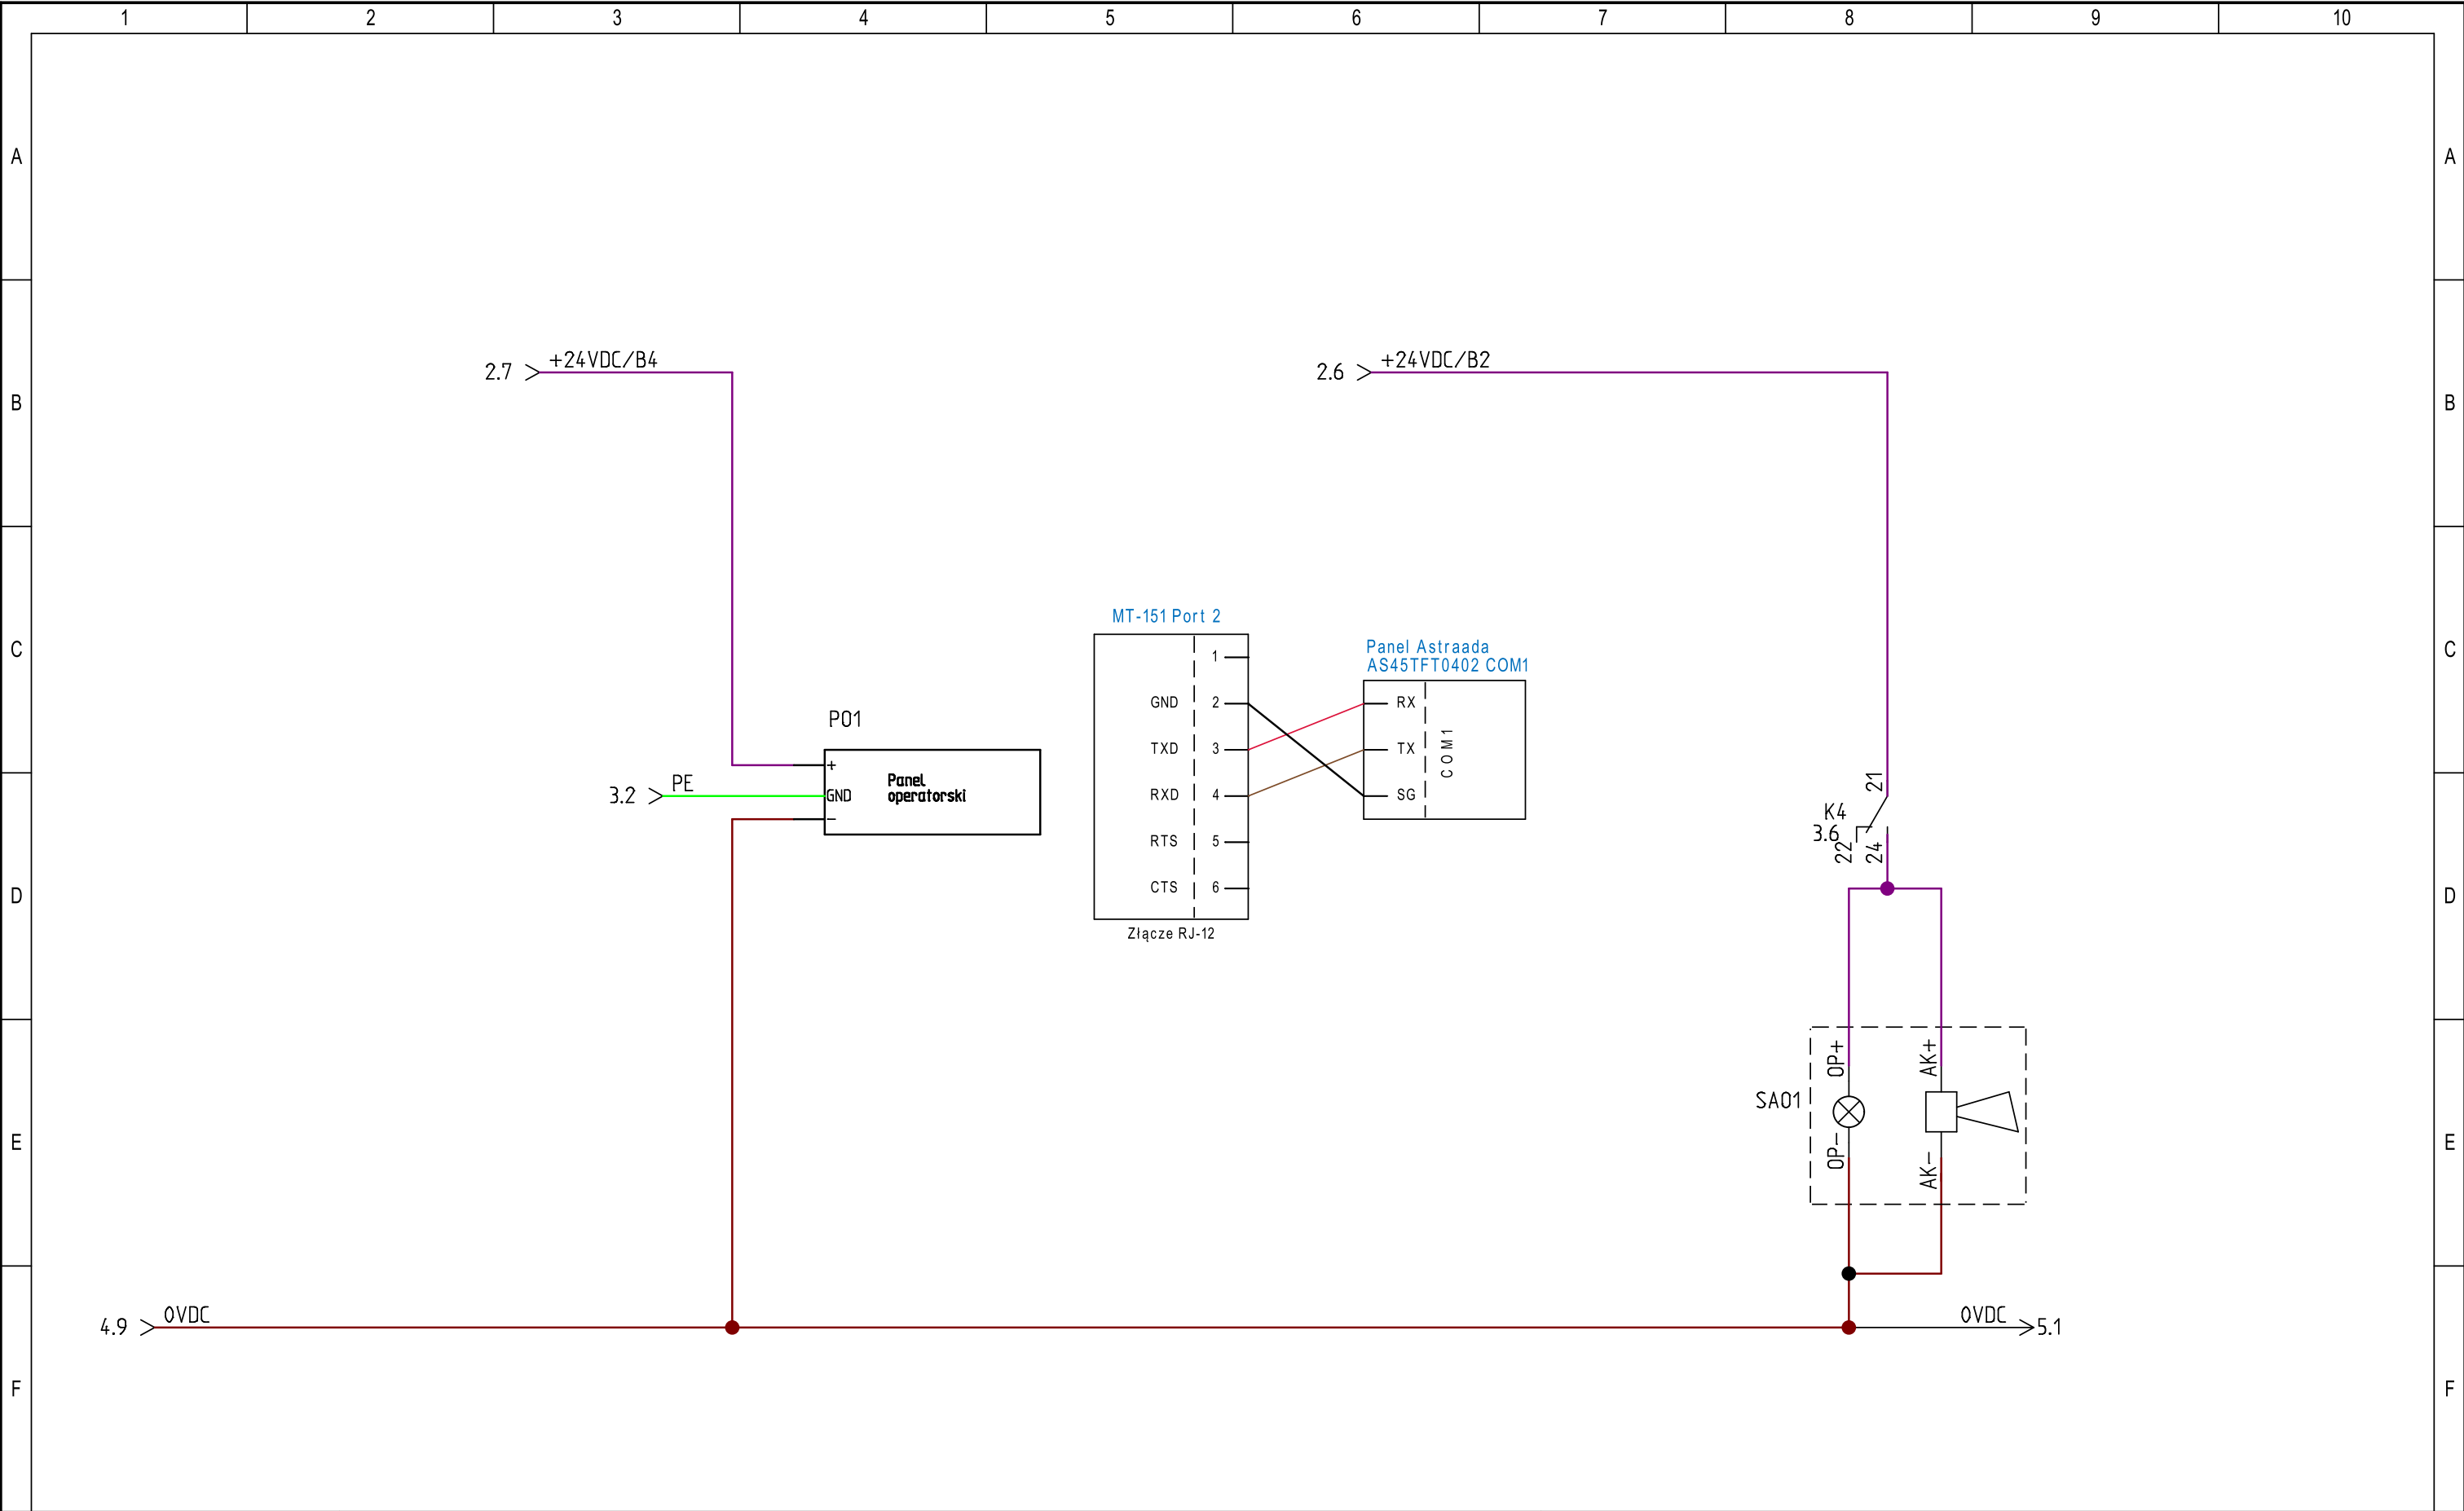 1 2 3 4 5 6 7 8 9 10
A A
2.7 +24VDC/B4
2.6 +24VDC/B2
B B
MT-151 Port 2
C C
Panel Astraada
AS45TFT0402 COM1
1
GND 2
TXD 3
RXD 4
RTS 5
CTS 6
Złącze RJ-12
RX
TX
SG
COM1
PO1
+
GND
-
Panel
operatorski
3.2 PE
21
K4
3.6
22 24
D D
OP+ AK+
SAO1
OP- AK-
E E
4.9 0VDC
0VDC 5.1
F F